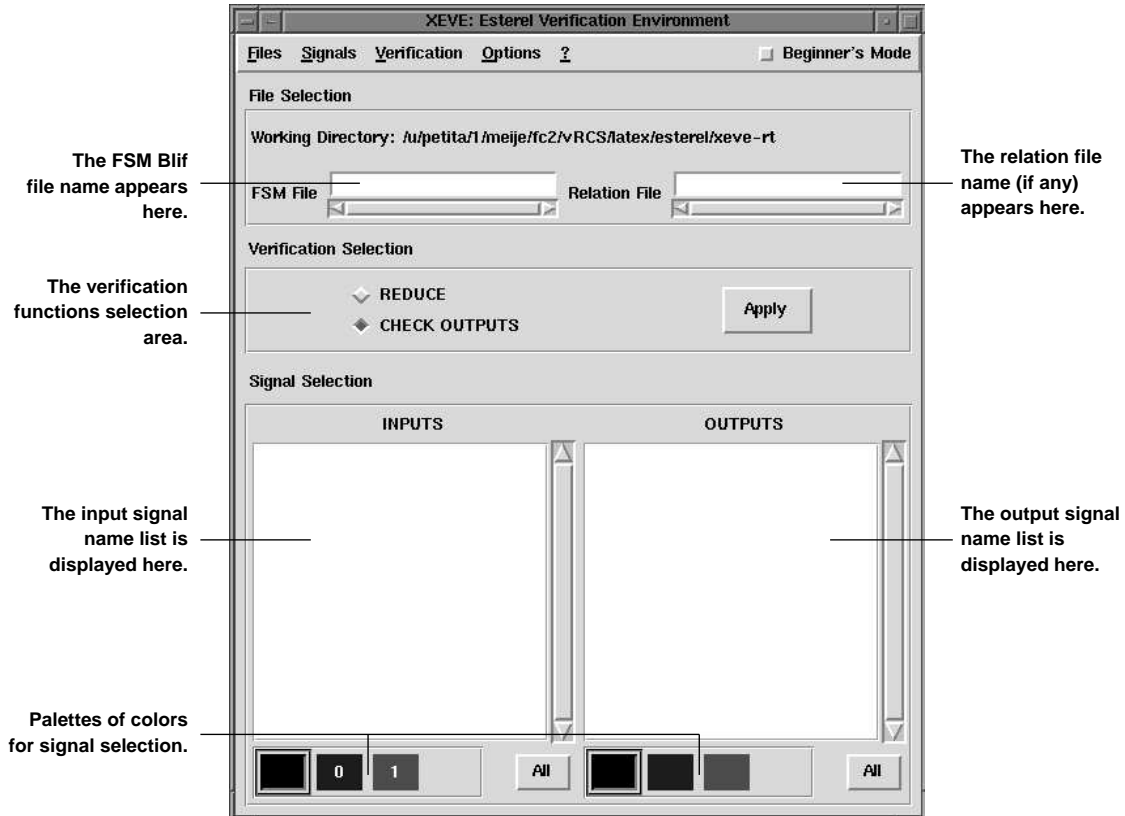 XEVE: Esterel Verification Environment
Files Signals Verification Options ? Beginner's Mode
File Selection
Working Directory: /u/petita/1/meije/fc2/vRCS/latex/esterel/xeve-rt
The FSM Blif
file name appears
here.
FSM File
Relation File
The relation file
name (if any)
appears here.
Verification Selection
The verification
functions selection
area.
REDUCE
CHECK OUTPUTS
Apply
Signal Selection
INPUTS
OUTPUTS
The input signal
name list is
displayed here.
The output signal
name list is
displayed here.
Palettes of colors
for signal selection.
0 1 All
All